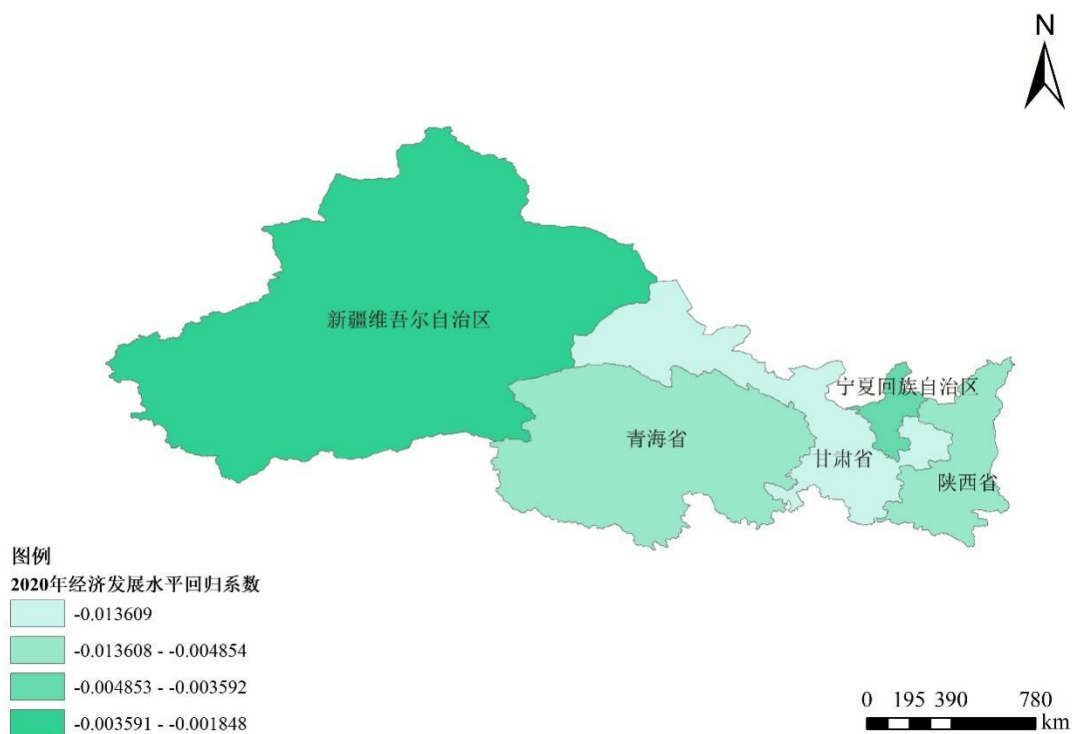 N
新疆维吾尔自治区
宁夏回族自治区
青海省
甘肃省
陕西省
图例
2020年经济发展水平回归系数
-0.013609
-0.013608 - -0.004854
-0.004853 - -0.003592
-0.003591 - -0.001848
0 195 390 780
km